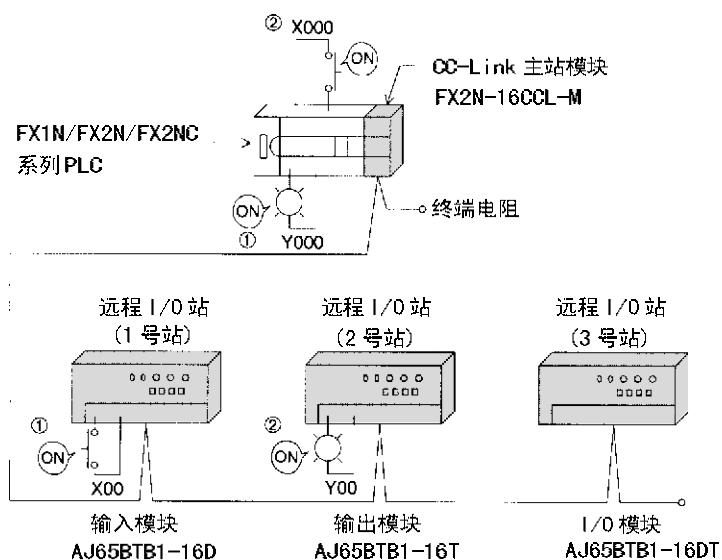 ② X000
ON
CC-Link 主站模块
FX2N-16CCL-M
FX1N/FX2N/FX2NC
系列PLC
ON
① Y000
终端电阻
远程 I/O 站
(1 号站)
远程 I/O 站
(2 号站)
远程 I/O 站
(3 号站)
①
ON
X00
②
ON
Y00
输入模块
AJ65BTB1-16D
输出模块
AJ65BTB1-16T
I/O 模块
AJ65BTB1-16DT